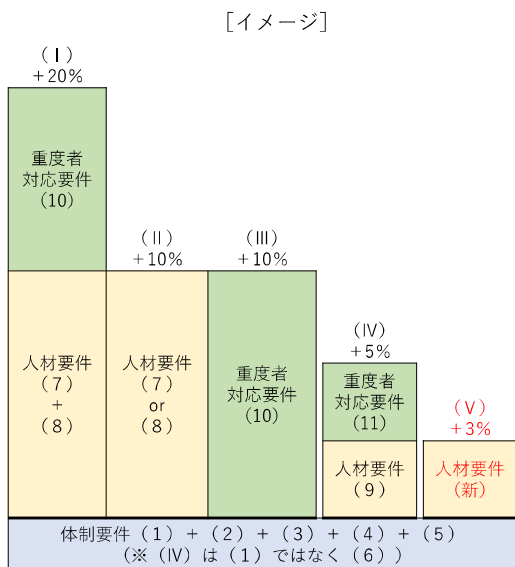 ［イメージ］
（Ⅰ）
+20%
重度者
対応要件
（10）
人材要件
（7）
+
（8）
（Ⅱ）
+10%
人材要件
（7）
or
（8）
（Ⅲ）
+10%
重度者
対応要件
（10）
（Ⅳ）
+5%
重度者
対応要件
（11）
人材要件
（9）
（Ⅴ）
+3%
人材要件
（新）
体制要件（1）+（2）+（3）+（4）+（5）
（※（Ⅳ）は（1）ではなく（6））